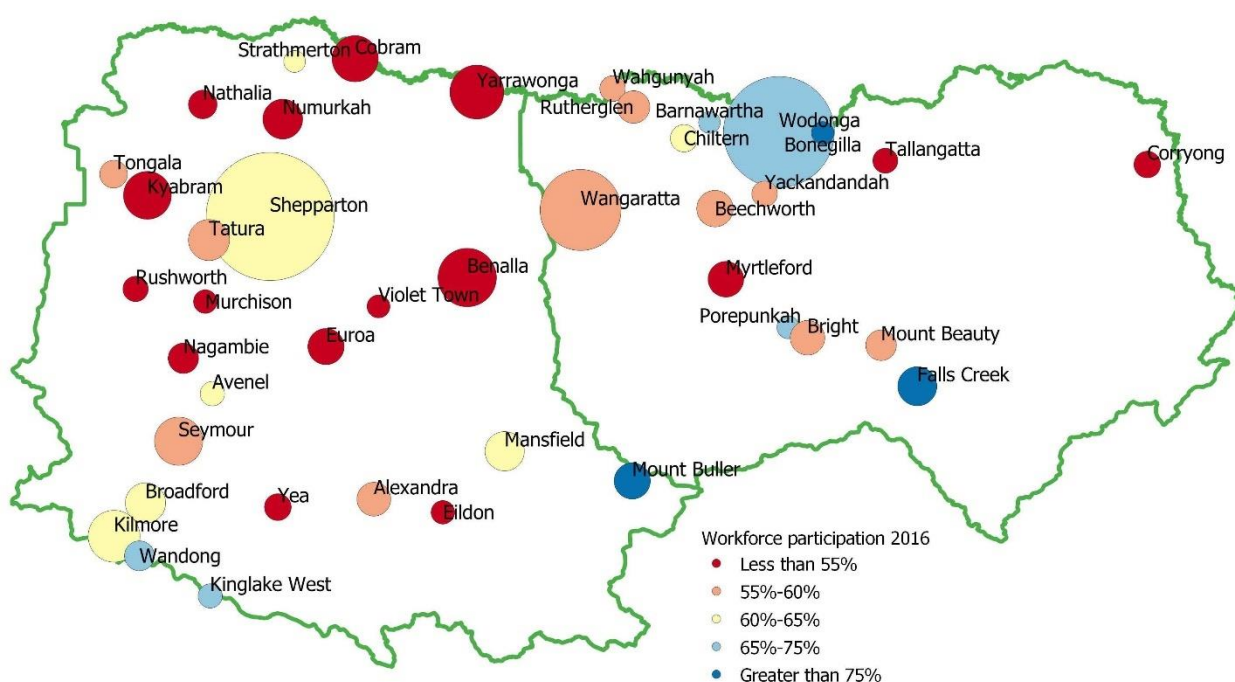 Strathmerton
Cobram
Nathalia
Numurkah
Yarrawonga
Wahgunyah
Rutherglen
Barnawartha
Chiltern
Wodonga
Bonegilla
Tallangatta
Corryong
Tongala
Kyabram
Shepparton
Tatura
Wangaratta
Yackandandah
Beechworth
Rushworth
Murchison
Violet Town
Benalla
Myrtleford
Nagambie
Euroa
Porepunkah
Bright
Mount Beauty
Avenel
Falls Creek
Seymour
Mansfield
Mount Buller
Broadford
Yea
Alexandra
Eildon
Kilmore
Wandong
Kinglake West
Workforce participation 2016
Less than 55%
55%-60%
60%-65%
65%-75%
Greater than 75%